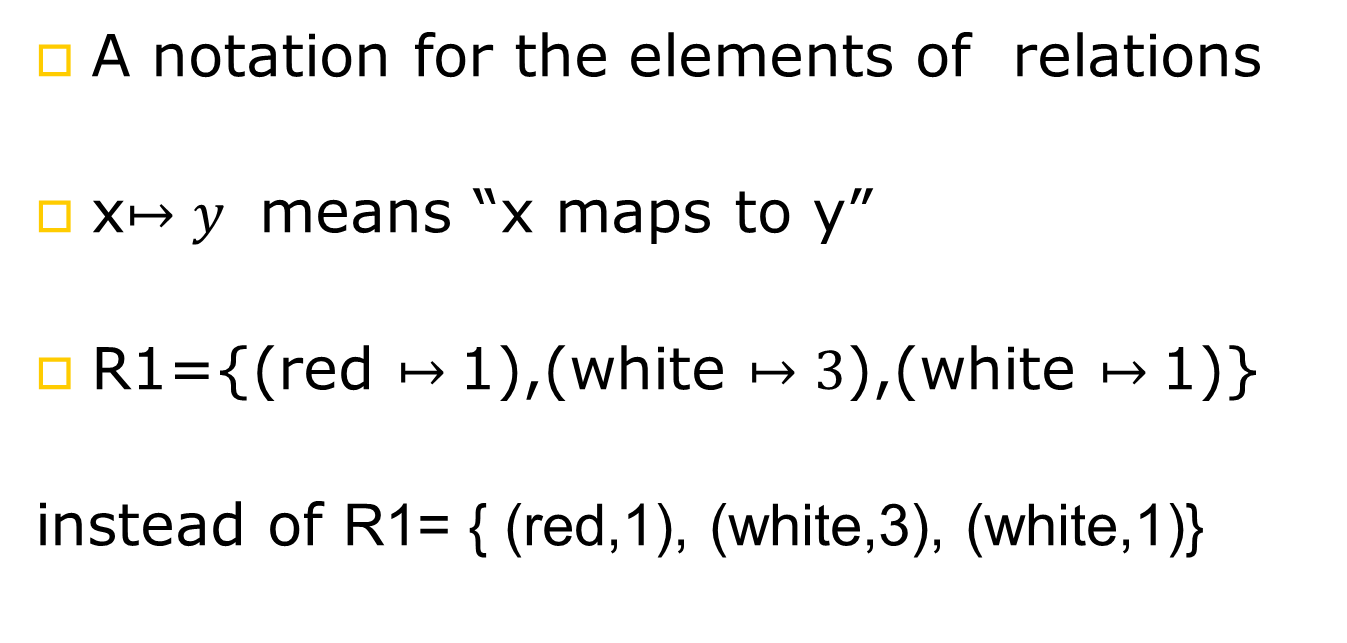 A notation for the elements of relations
x↦ y means “x maps to y”
R1={(red ↦ 1),(white ↦ 3),(white ↦ 1)}
instead of R1= { (red,1), (white,3), (white,1)}